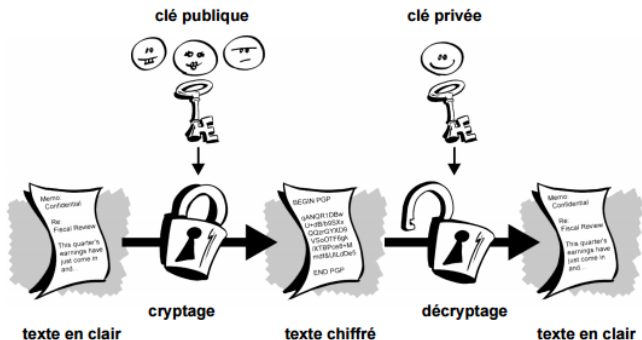 clé publique
clé privée
Memo:
Confidential
Re:
Fiscal Review
This quarter's
earnings have
just come in
and...
BEGIN PGP
qANQR1DBw
END PGP
Memo:
Confidential
Re:
Fiscal Review
This quarter's
earnings have
just come in
and...
cryptage
décryptage
texte en clair
texte chiffré
texte en clair